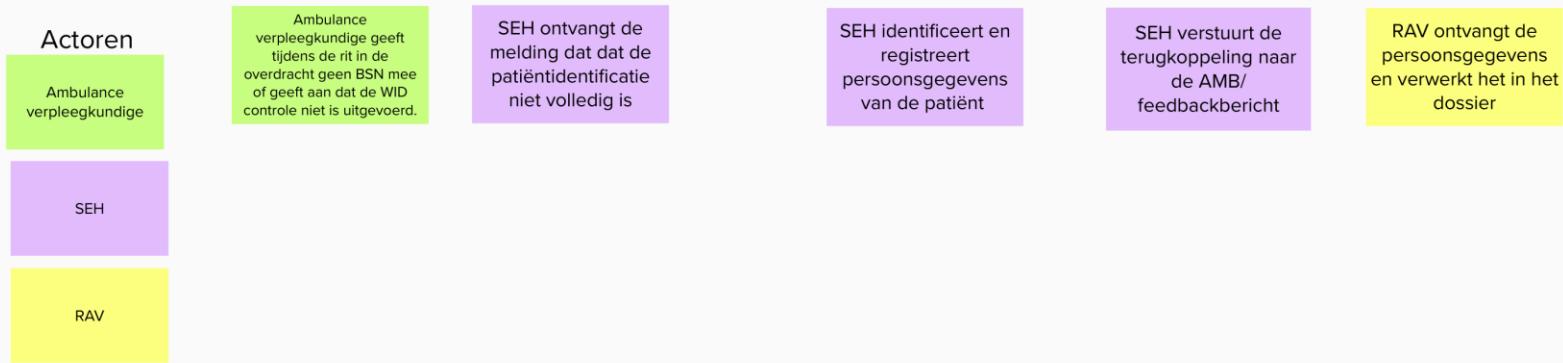 Actoren
Ambulance
verpleegkundige
SEH
RAV
Ambulance
verpleegkundige geeft
tijdens de rit in de
overdracht geen BSN mee
of geeft aan dat de WID
controle niet is uitgevoerd.
SEH ontvangt de
melding dat dat de
patiëntidentificatie
niet volledig is
SEH identificeert en
registreert
persoonsgegevens
van de patiënt
SEH verstuurt de
terugkoppeling naar
de AMB/
feedbackbericht
RAV ontvangt de
persoonsgegevens
en verwerkt het in het
dossier